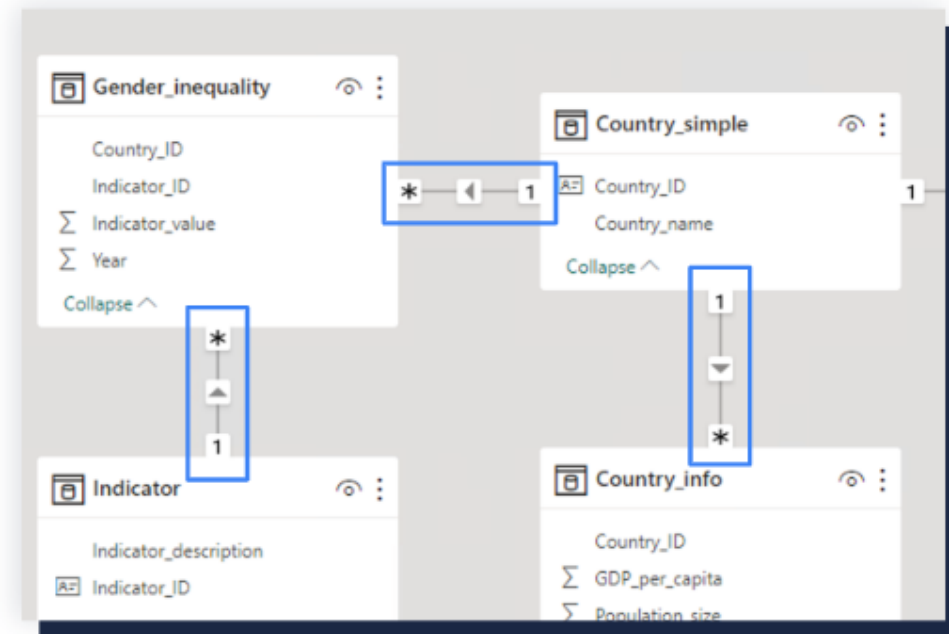 Gender_inequality
Country_ID
Indicator_ID
Σ Indicator_value
Σ Year
Collapse
* 1
Country_simple
Country_ID
Country_name
Collapse
1
*
1
1
*
Indicator
Indicator_description
Indicator_ID
Country_info
Country_ID
Σ GDP_per_capita
Σ Population_size